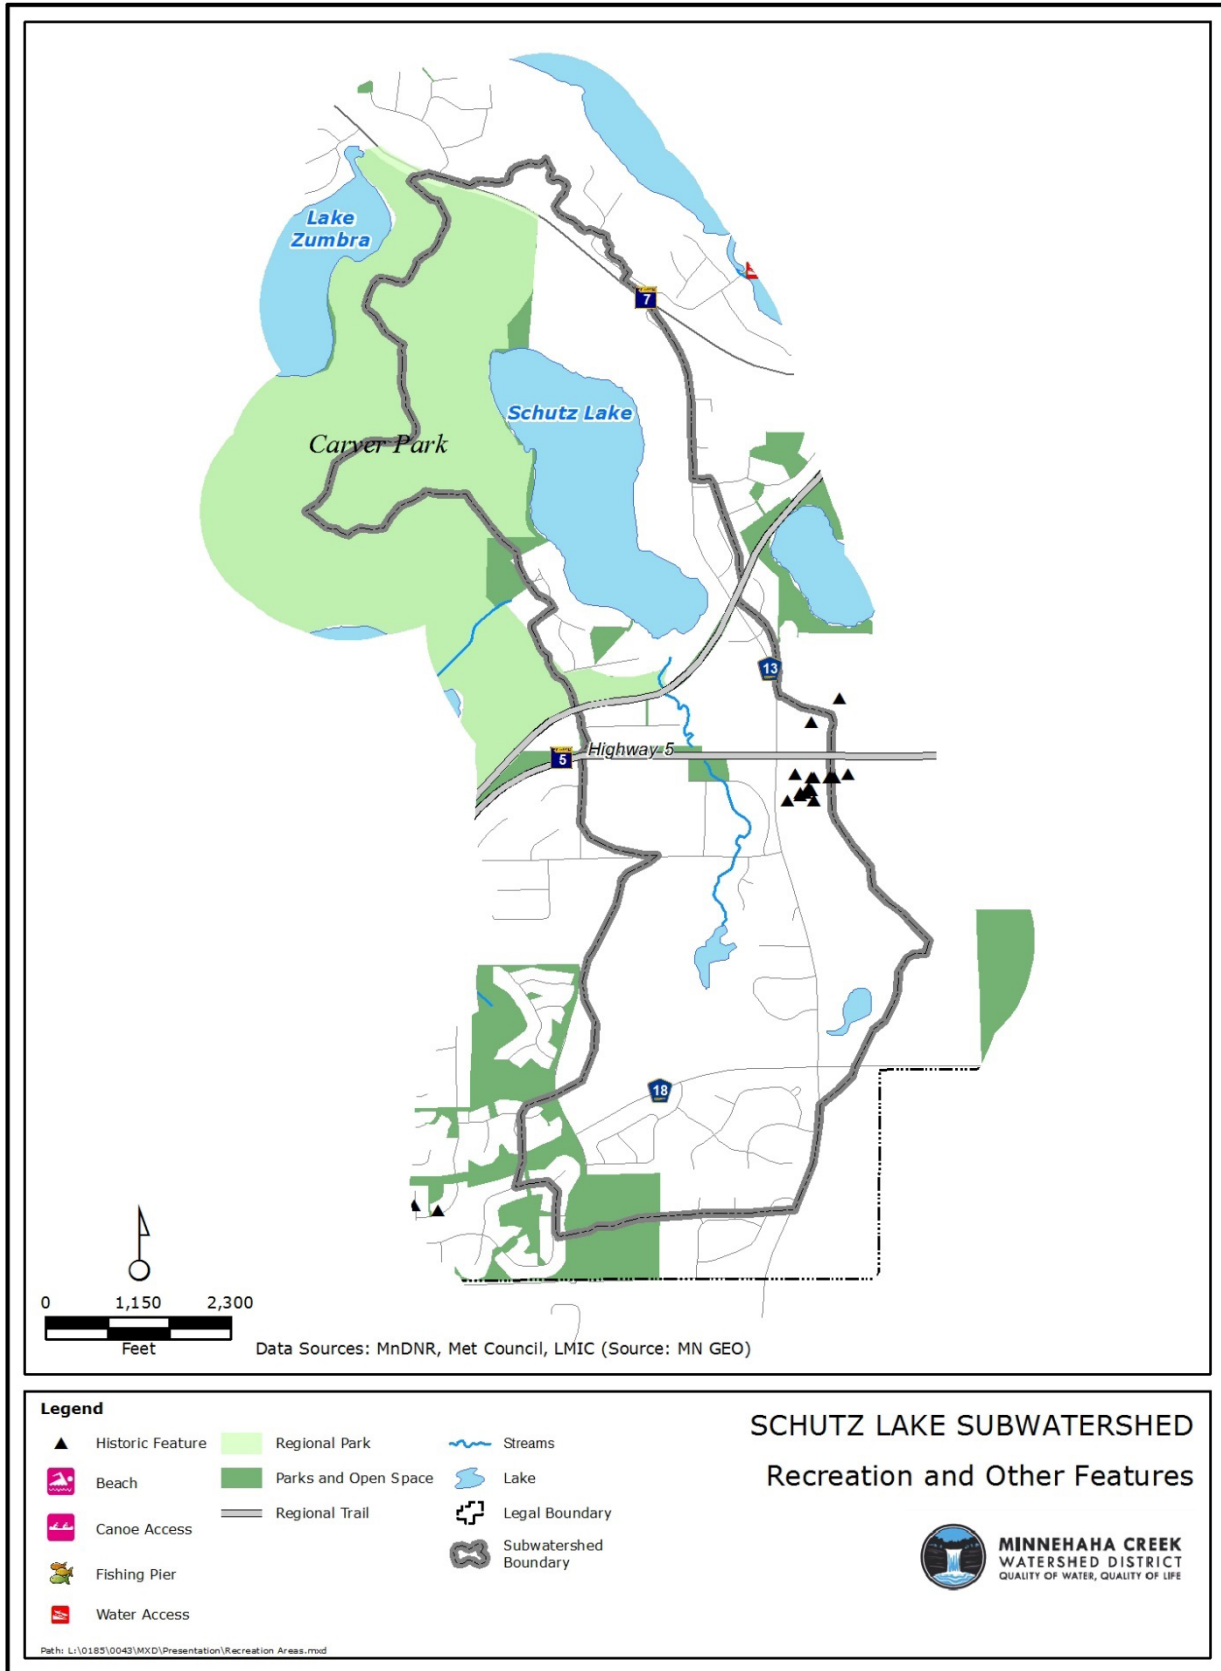 Lake
Zumbra
7
Schutz Lake
Carver Park
13
Highway 5
5
18
0 1,150 2,300
Feet
Data Sources: MnDNR, Met Council, LMIC (Source: MN GEO)
Legend
Historic Feature
Beach
Canoe Access
Fishing Pier
Water Access
Regional Park
Parks and Open Space
Regional Trail
Streams
Lake
Legal Boundary
Subwatershed
Boundary
SCHUTZ LAKE SUBWATERSHED
Recreation and Other Features
MINNEHAHA CREEK
WATERSHED DISTRICT
QUALITY OF WATER, QUALITY OF LIFE
Path: L:\0185\0043\MXD\Presentation\Recreation Areas.mxd